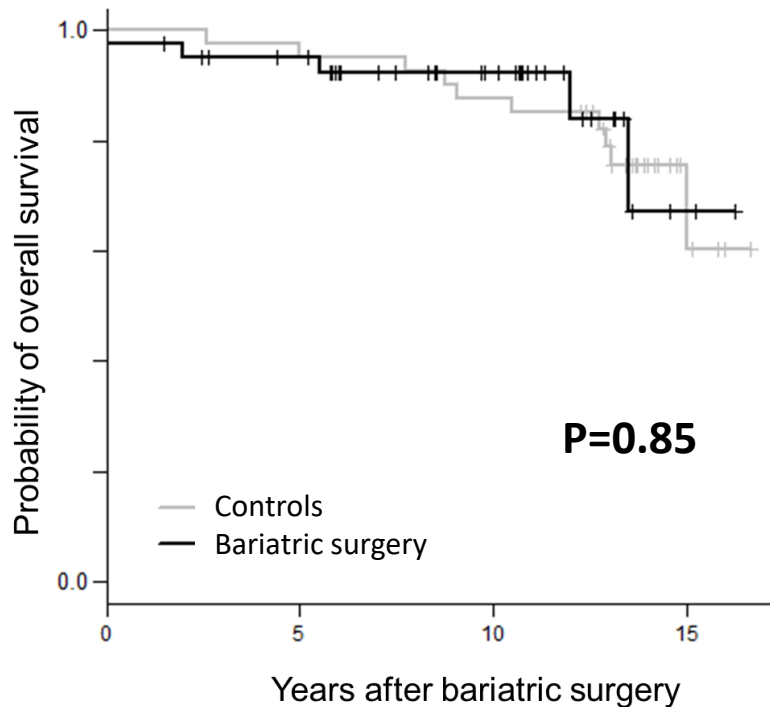 Probability of overall survival
1.0
0.0
P=0.85
Controls
Bariatric surgery
0 5 10 15
Years after bariatric surgery